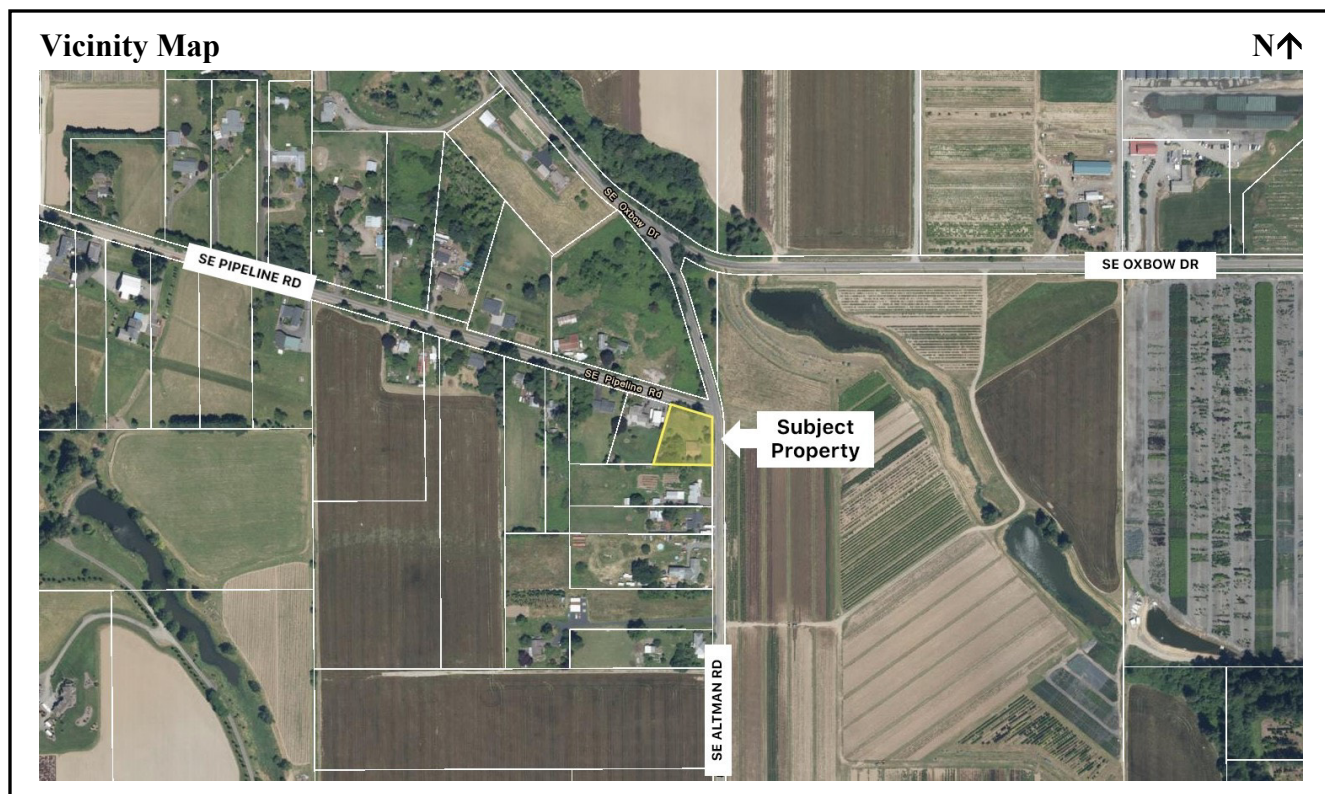 Vicinity Map
N↑
SE Oxbow Dr
SE PIPELINE RD
SE OXBOW DR
SE Pipeline Rd
Subject
Property
SE ALTMAN RD